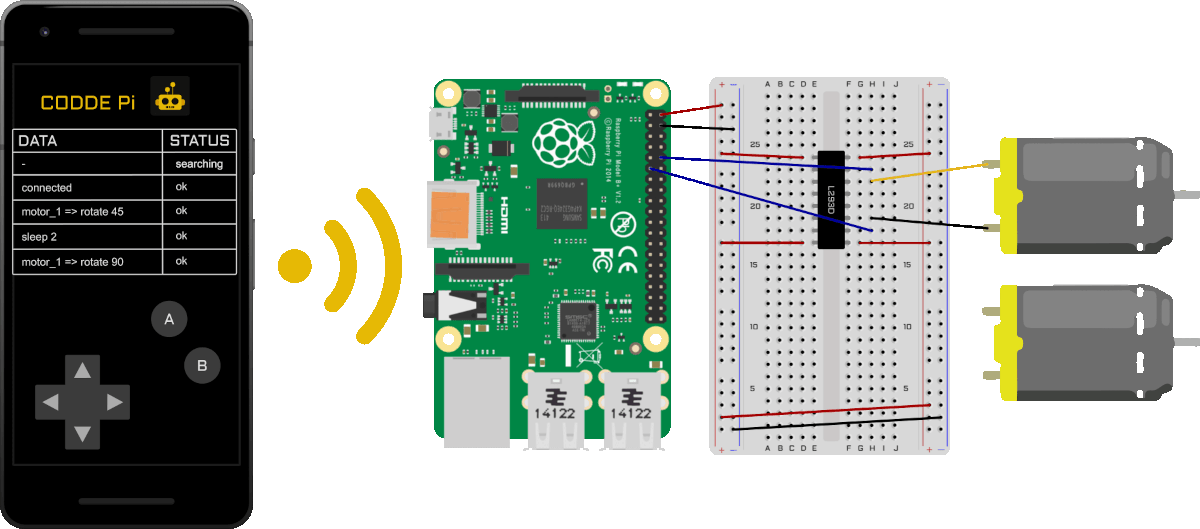 CODDE Pi
DATA STATUS
- searching
connected ok
motor_1 => rotate 45 ok
sleep 2 ok
motor_1 => rotate 90 ok
A
B
Raspberry Pi Model B+ V1.2
© Raspberry Pi 2014
HDMI
Pb
FC
CE
14122
14122
+ − A B C D E F G H I J + −
25 25
20 20
15 15
10 10
5 5
+ − A B C D E F G H I J + −
L293D